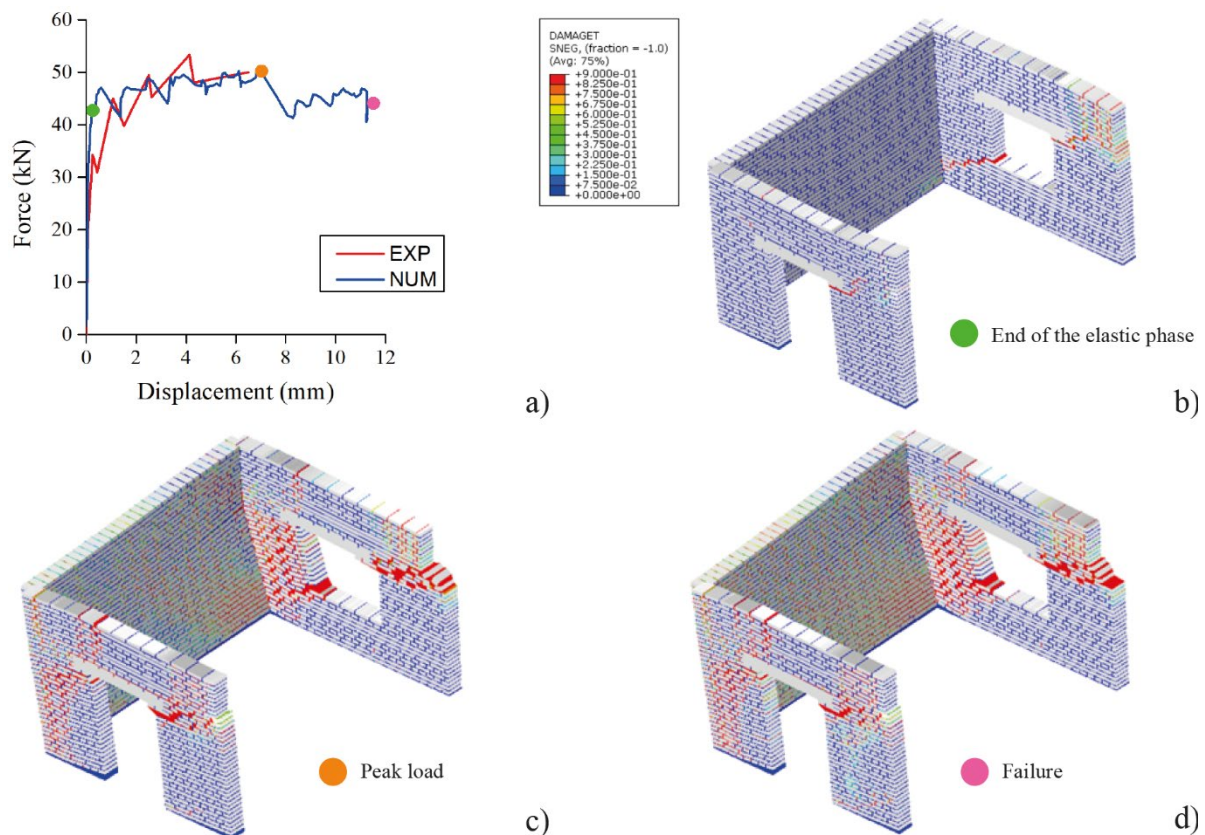 60
50
40
30
20
10
0
Force (kN)
0 2 4 6 8 10 12
Displacement (mm)
EXP
NUM
a)
DAMAGET
SNEG, (fraction = -1.0)
(Avg: 75%)
+9.000e-01
+8.250e-01
+7.500e-01
+6.750e-01
+6.000e-01
+5.250e-01
+4.500e-01
+3.750e-01
+3.000e-01
+2.250e-01
+1.500e-01
+7.500e-02
+0.000e+00
End of the elastic phase
b)
Peak load
c)
Failure
d)